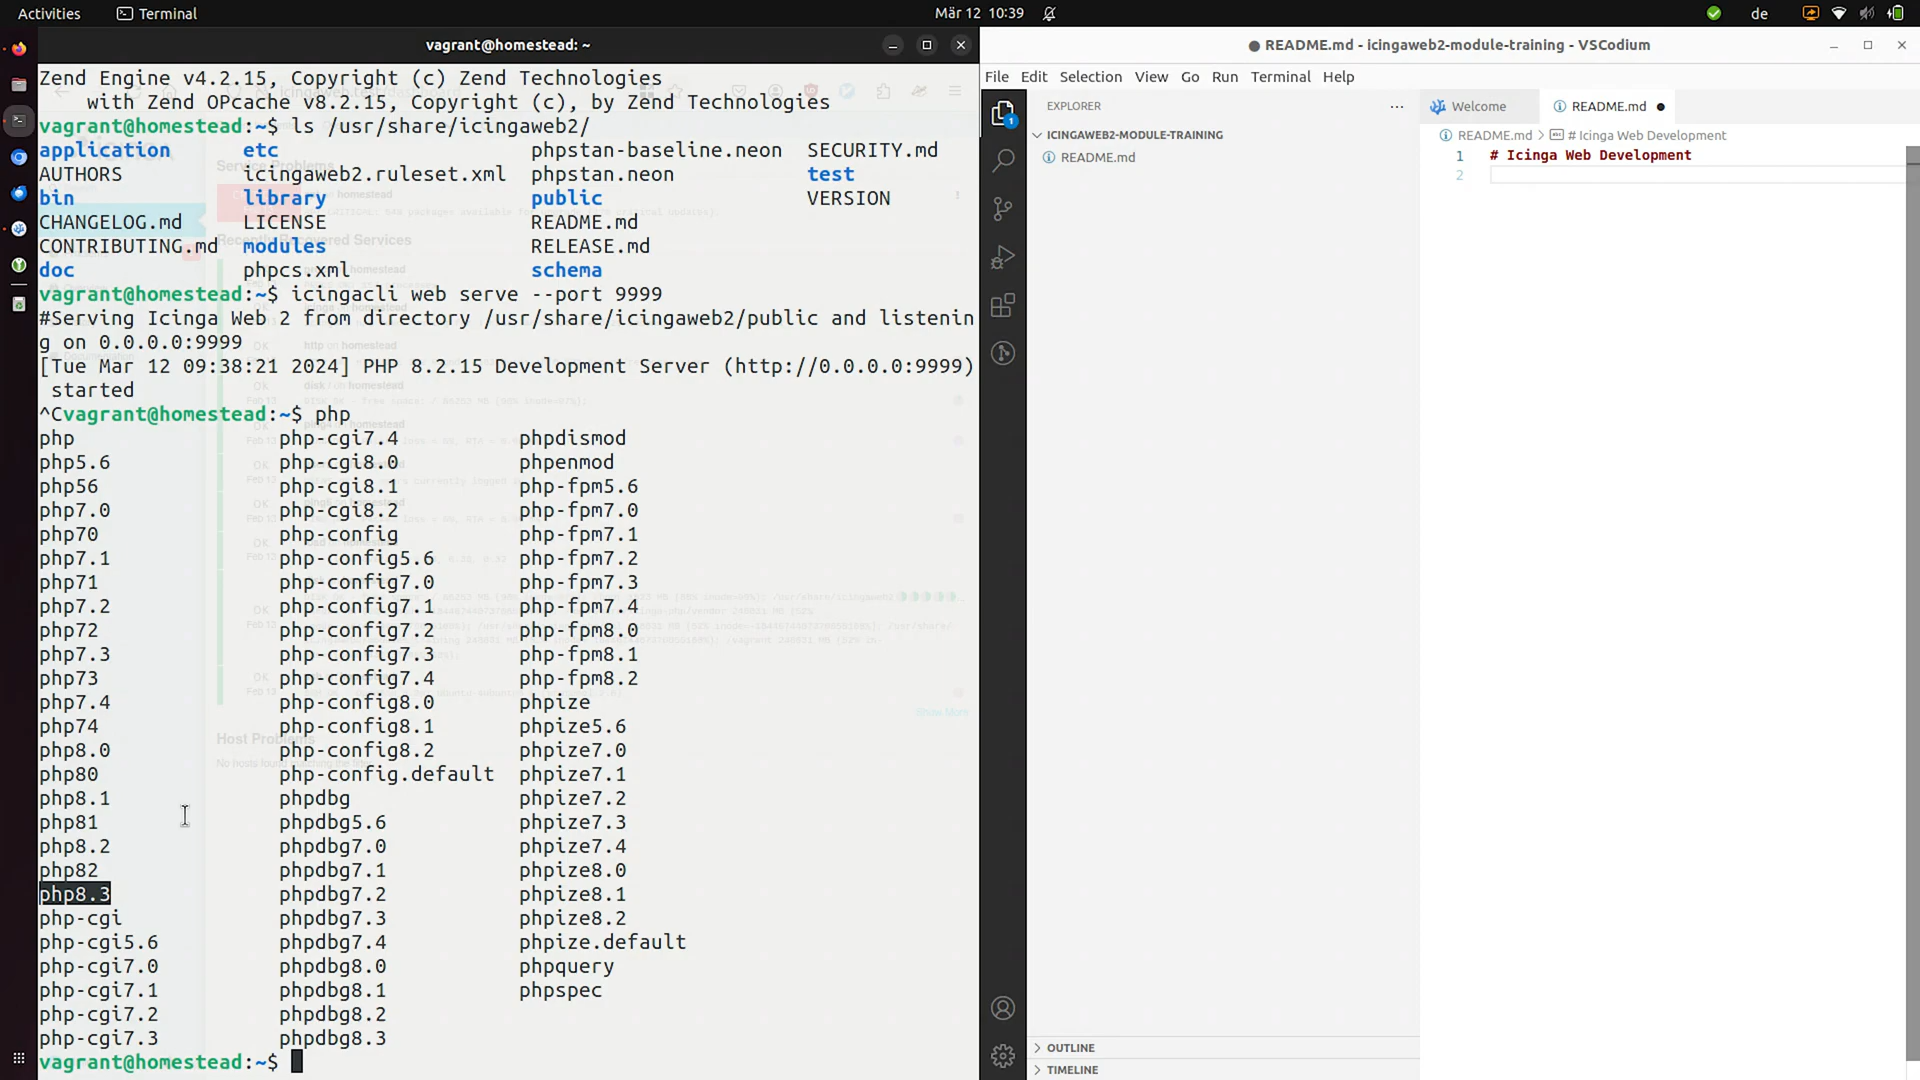 Activities
Terminal
Mär 12 10:39
de
vagrant@homestead: ~
Zend Engine v4.2.15, Copyright (c) Zend Technologies
with Zend OPcache v8.2.15, Copyright (c), by Zend Technologies
vagrant@homestead:~$ ls /usr/share/icingaweb2/
application etc phpstan-baseline.neon SECURITY.md
AUTHORS icingaweb2.ruleset.xml phpstan.neon test
bin library public VERSION
CHANGELOG.md LICENSE README.md
CONTRIBUTING.md modules RELEASE.md
doc phpcs.xml schema
vagrant@homestead:~$ icingacli web serve --port 9999
#Serving Icinga Web 2 from directory /usr/share/icingaweb2/public and listenin
g on 0.0.0.0:9999
[Tue Mar 12 09:38:21 2024] PHP 8.2.15 Development Server (http://0.0.0.0:9999)
started
^Cvagrant@homestead:~$ php
php php-cgi7.4 phpdismod
php5.6 php-cgi8.0 phpenmod
php56 php-cgi8.1 php-fpm5.6
php7.0 php-cgi8.2 php-fpm7.0
php70 php-config php-fpm7.1
php7.1 php-config5.6 php-fpm7.2
php71 php-config7.0 php-fpm7.3
php7.2 php-config7.1 php-fpm7.4
php72 php-config7.2 php-fpm8.0
php7.3 php-config7.3 php-fpm8.1
php73 php-config7.4 php-fpm8.2
php7.4 php-config8.0 phpize
php74 php-config8.1 phpize5.6
php8.0 php-config8.2 phpize7.0
php80 php-config.default phpize7.1
php8.1 phpdbg phpize7.2
php81 phpdbg5.6 phpize7.3
php8.2 phpdbg7.0 phpize7.4
php82 phpdbg7.1 phpize8.0
php8.3 phpdbg7.2 phpize8.1
php-cgi phpdbg7.3 phpize8.2
php-cgi5.6 phpdbg7.4 phpize.default
php-cgi7.0 phpdbg8.0 phpquery
php-cgi7.1 phpdbg8.1 phpspec
php-cgi7.2 phpdbg8.2
php-cgi7.3 phpdbg8.3
vagrant@homestead:~$
Service Problems
Recently Recovered Services
Host Problems
Show More
README.md - icingaweb2-module-training - VSCodium
File Edit Selection View Go Run Terminal Help
EXPLORER
ICINGAWEB2-MODULE-TRAINING
README.md
OUTLINE
TIMELINE
1
Welcome
README.md
README.md > # Icinga Web Development
1 # Icinga Web Development
2